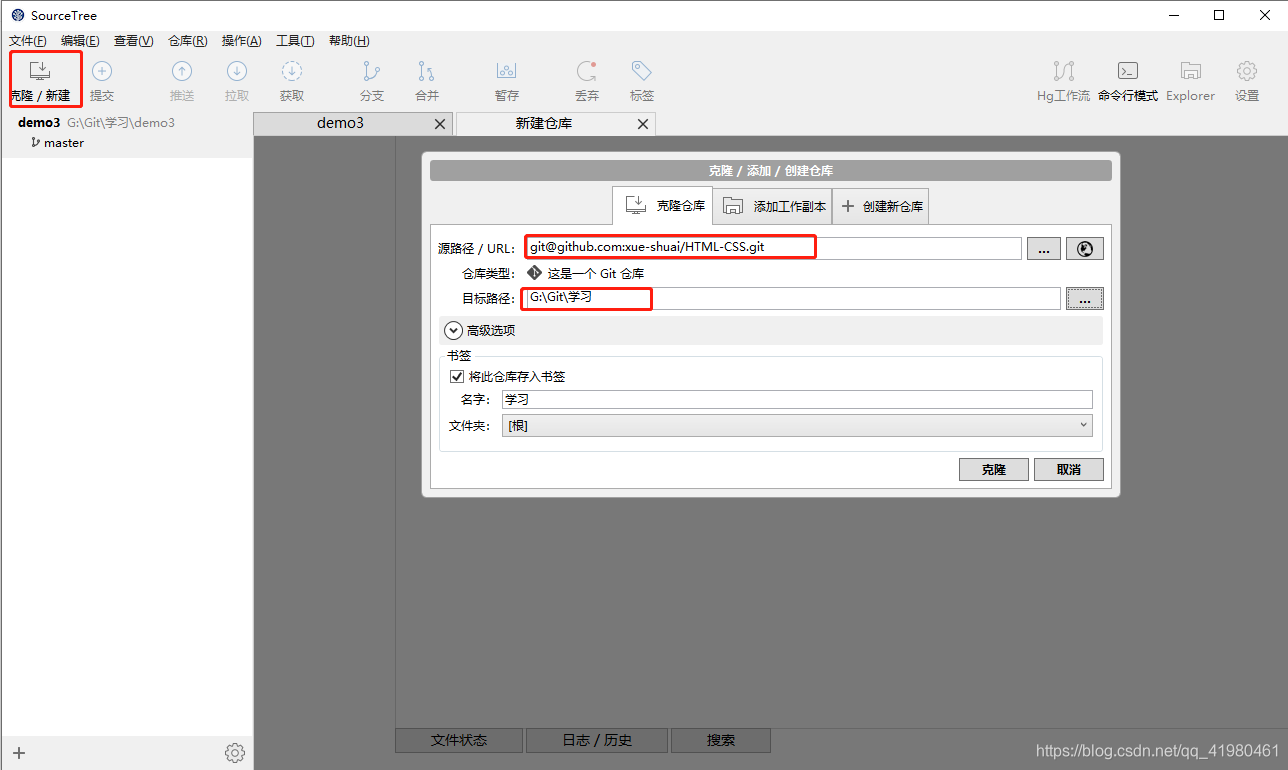 SourceTree
文件(F) 编辑(E) 查看(V) 仓库(R) 操作(A) 工具(T) 帮助(H)
克隆 / 新建 提交 推送 拉取 获取 分支 合并 暂存 丢弃 标签 Hg工作流 命令行模式 Explorer 设置
demo3 G:\Git\学习\demo3
master
demo3 新建仓库
克隆 / 添加 / 创建仓库
克隆仓库 添加工作副本 创建新仓库
源路径 / URL: git@github.com:xue-shuai/HTML-CSS.git ...
仓库类型: 这是一个 Git 仓库
目标路径: G:\Git\学习 ...
高级选项
书签
将此仓库存入书签
名字: 学习
文件夹: [根]
克隆 取消
文件状态 日志 / 历史 搜索
https://blog.csdn.net/qq_41980461